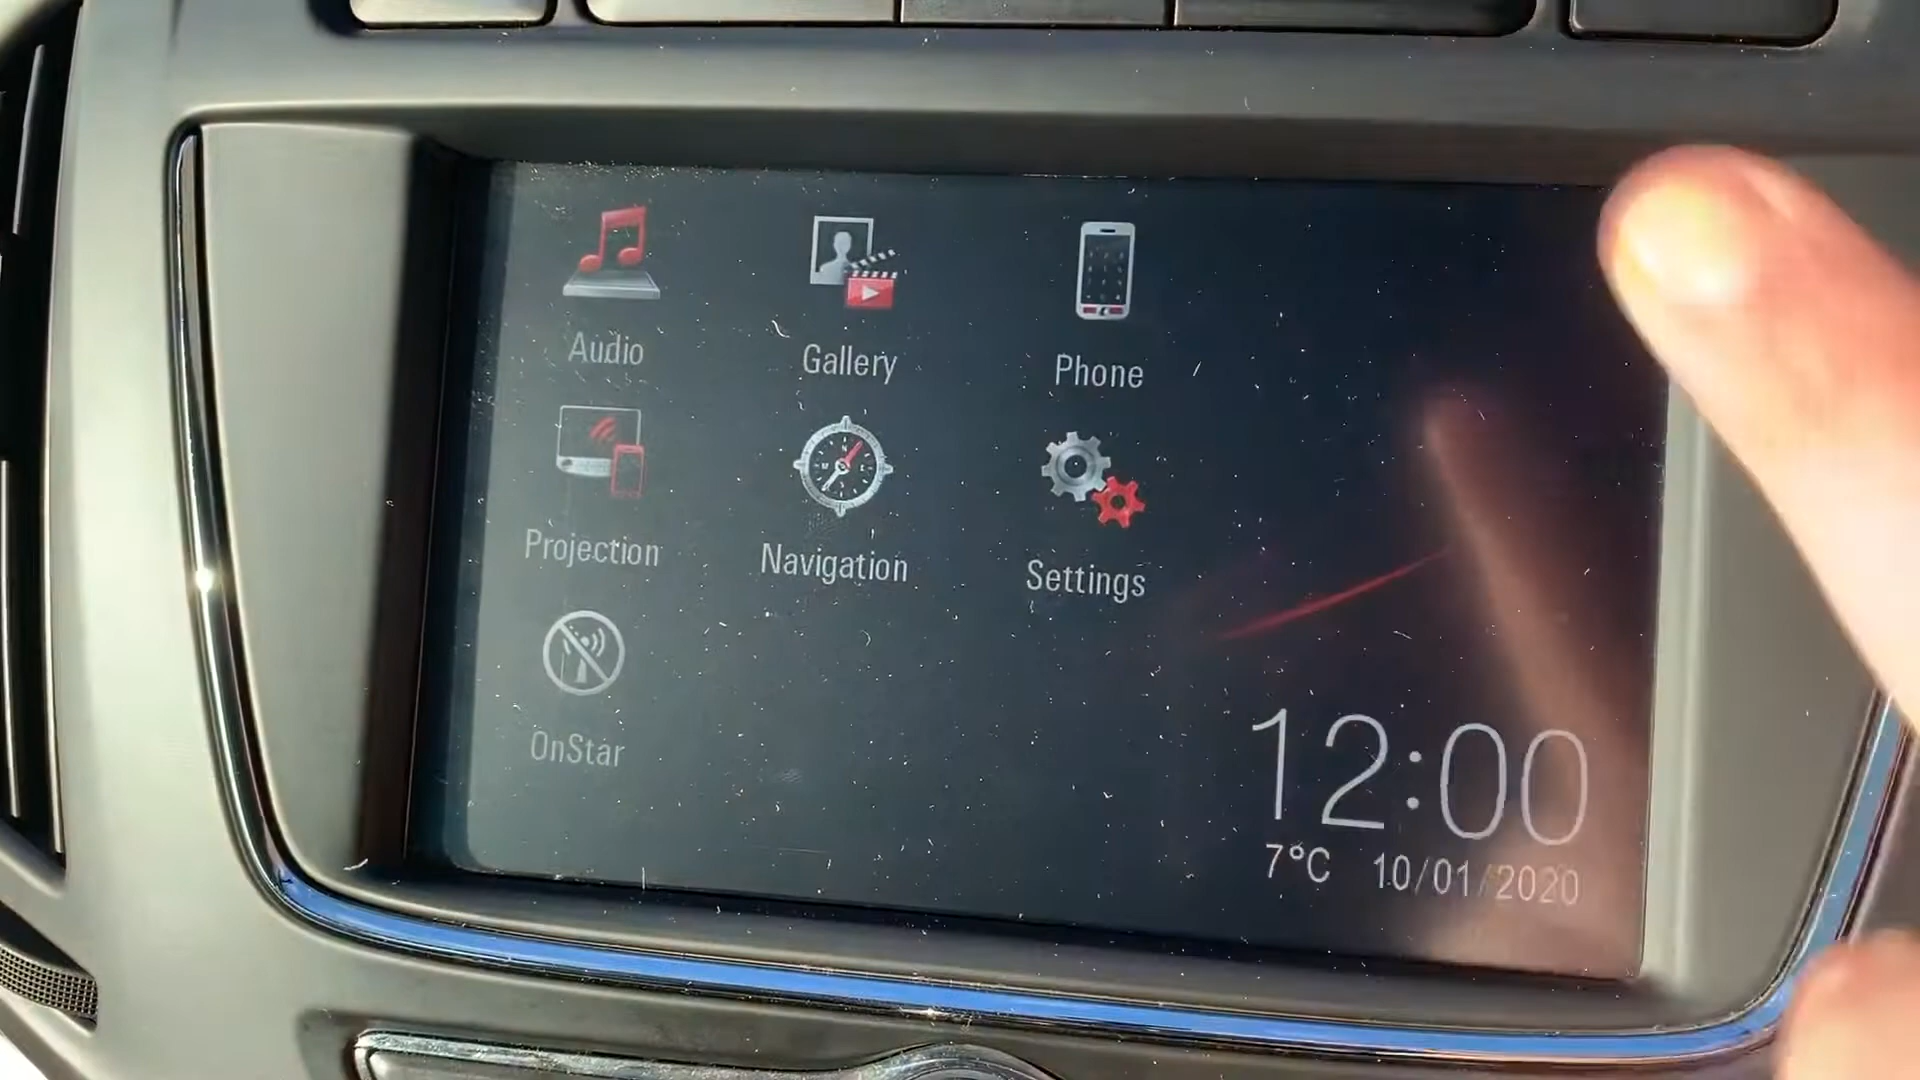 Audio
Gallery
Phone
Projection
Navigation
Settings
OnStar
12:00
7°C 10/01/2020